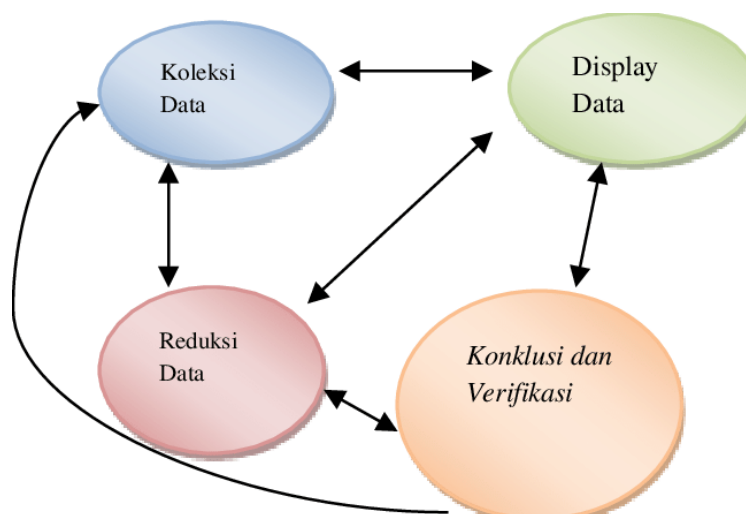 Koleksi
Data
Display
Data
Reduksi
Data
Konklusi dan
Verifikasi